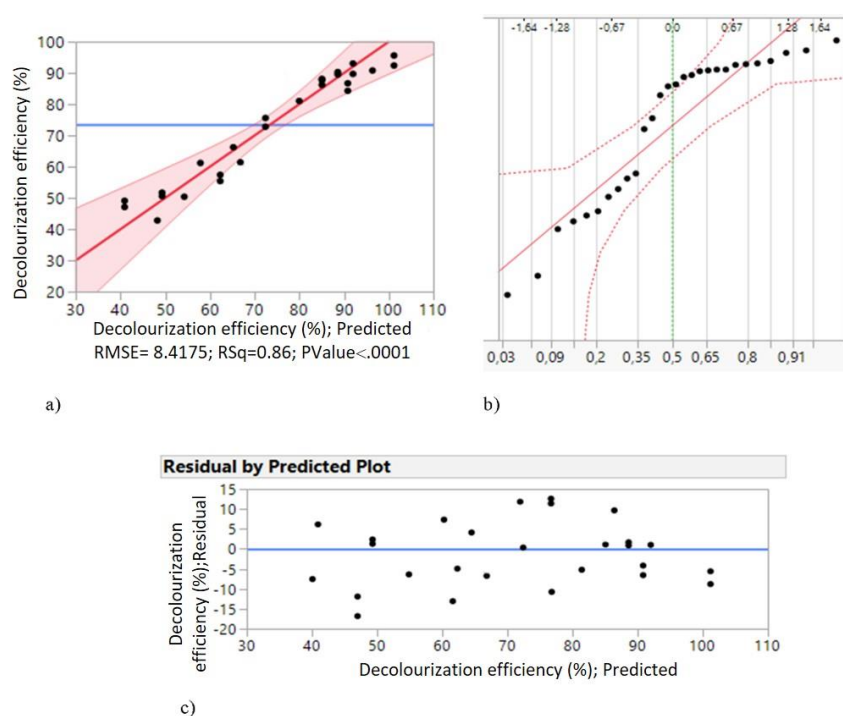 100
90
80
70
60
50
40
30
20
Decolourization efficiency (%)
30 40 50 60 70 80 90 100 110
Decolourization efficiency (%); Predicted
RMSE= 8.4175; RSq=0.86; PValue<.0001
a)
-1,64 -1,28 -0,67 0,0 0,67 1,28 1,64
0,03 0,09 0,2 0,35 0,5 0,65 0,8 0,91
b)
Residual by Predicted Plot
Decolourization
efficiency (%);Residual
15
10
5
0
-5
-10
-15
-20
30 40 50 60 70 80 90 100 110
Decolourization efficiency (%); Predicted
c)